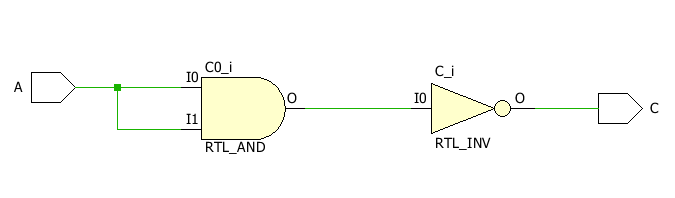 C0_i
C_i
A
I0
I1
O
RTL_AND
I0
O
RTL_INV
C